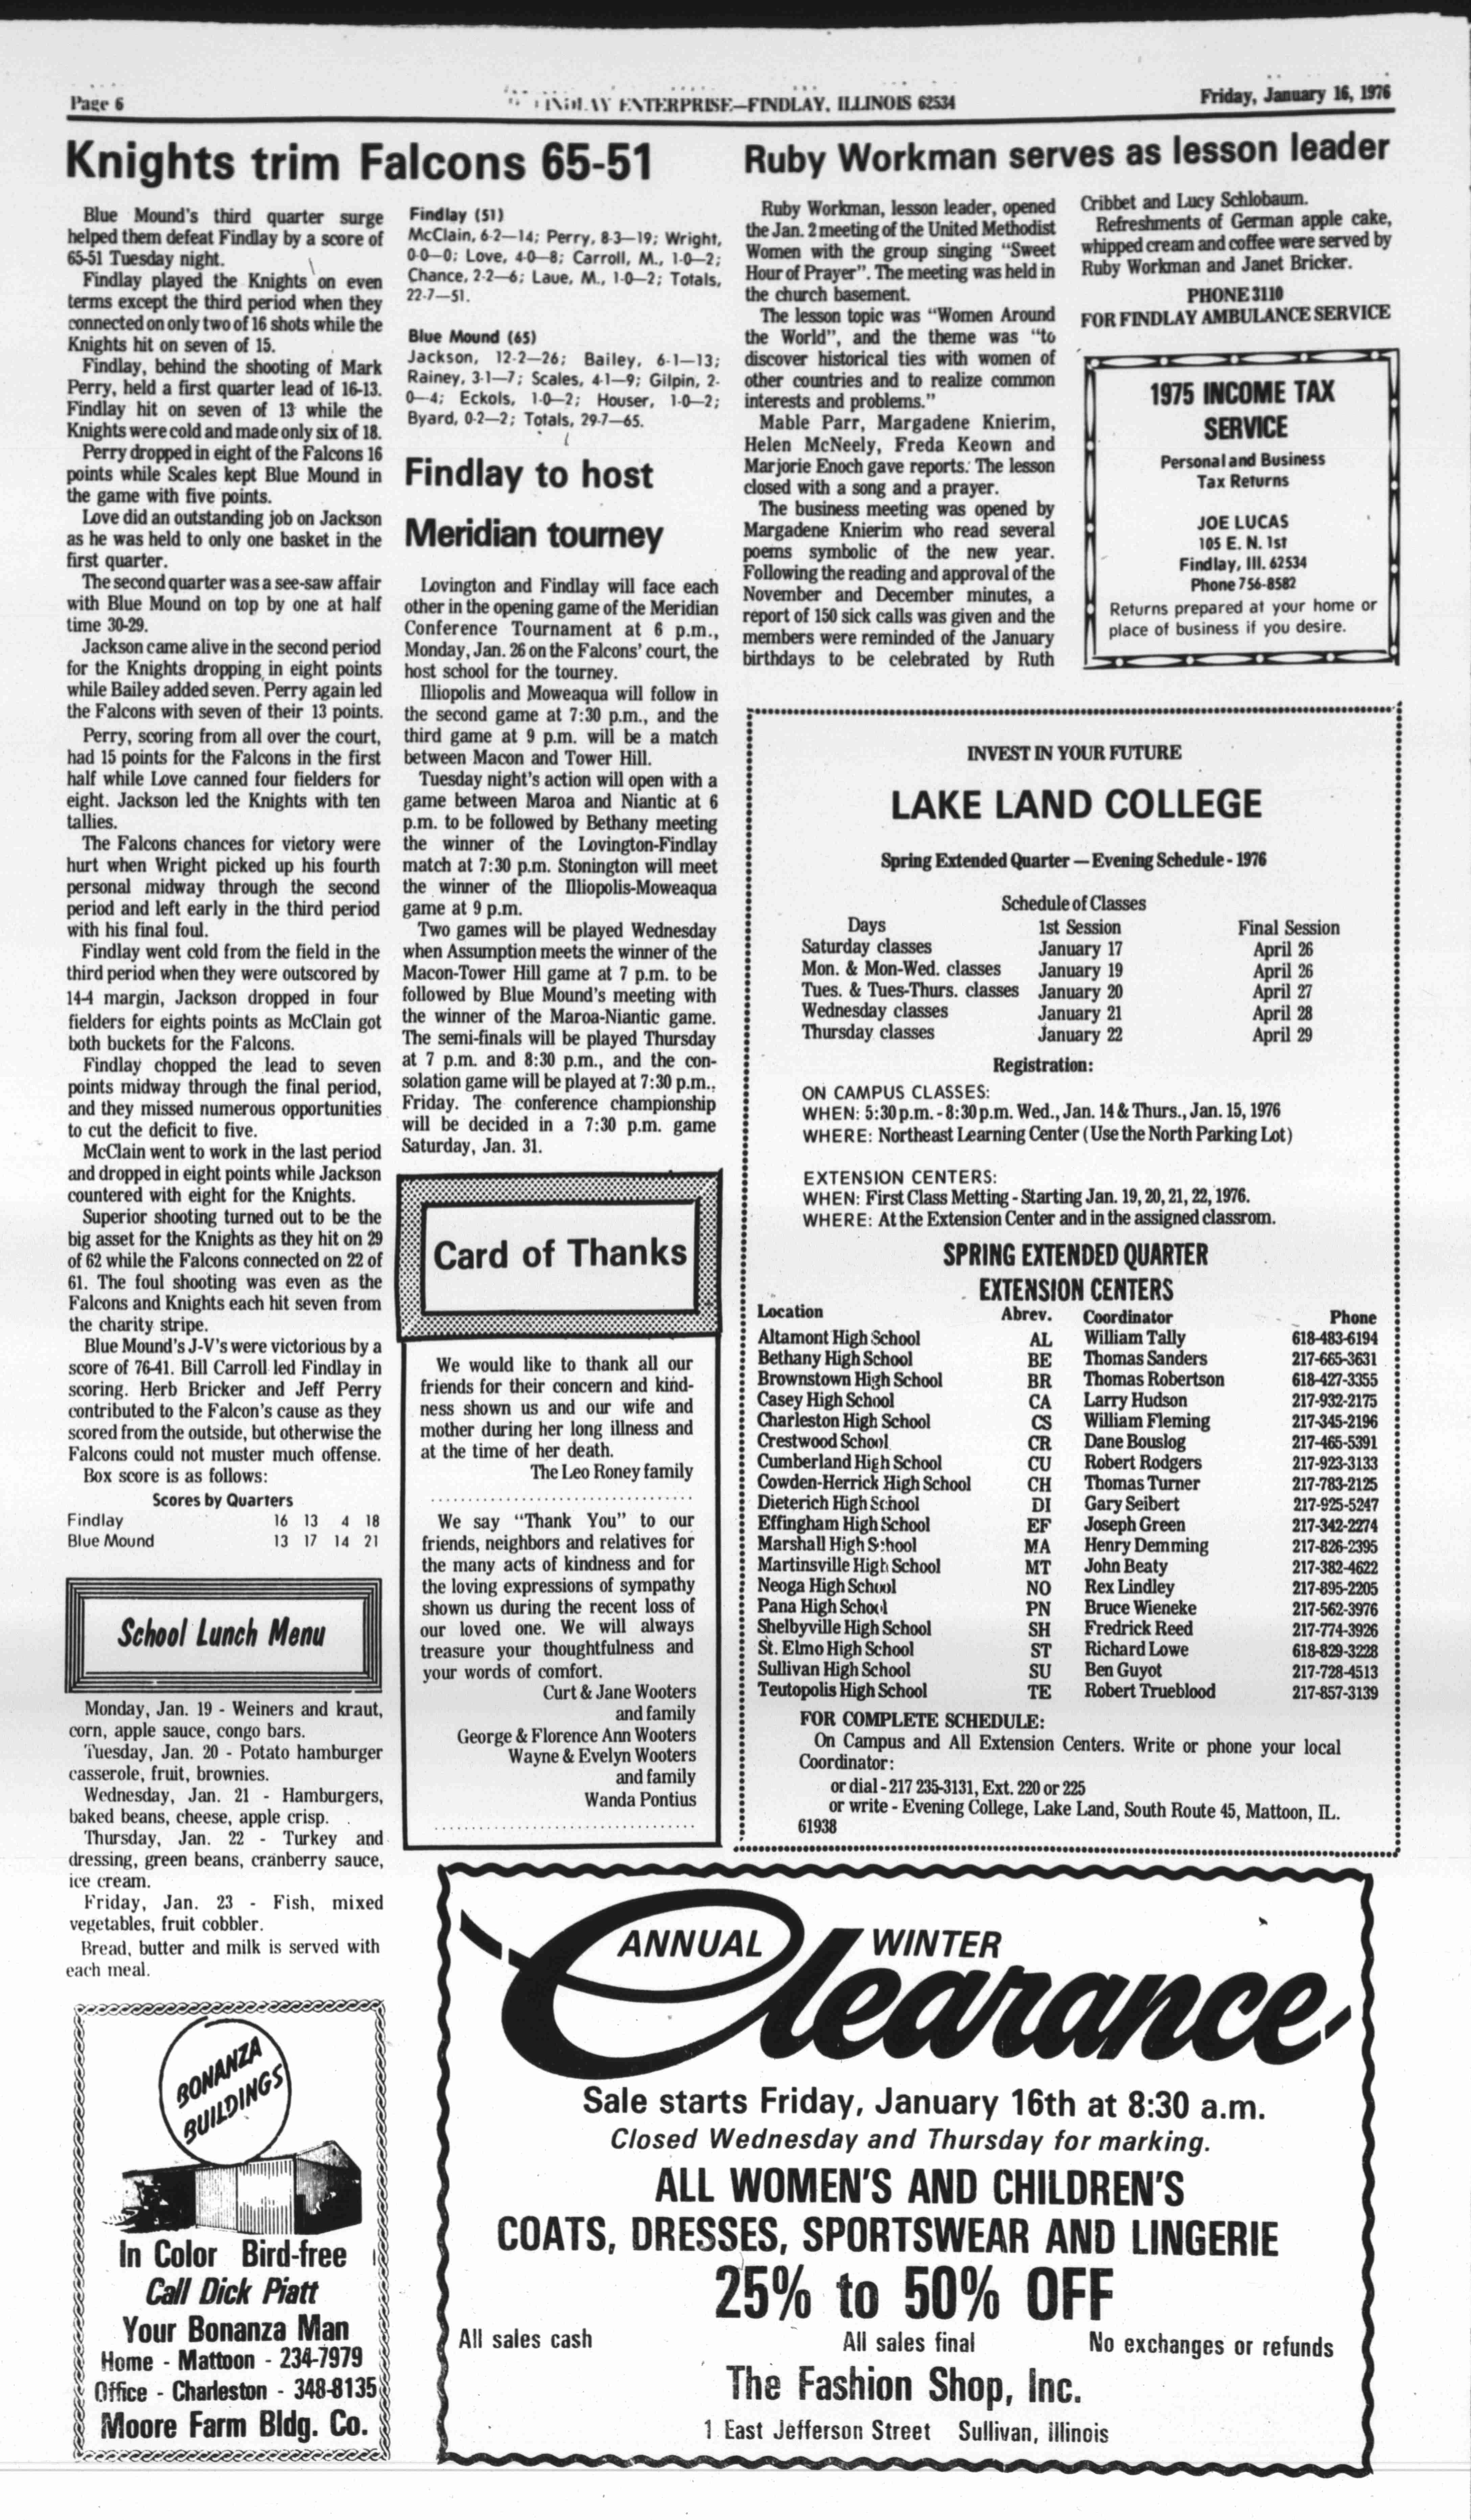 Page 6
FINDLAY ENTERPRISE—FINDLAY, ILLINOIS 62534
Friday, January 16, 1976
Knights trim Falcons 65-51
Blue Mound's third quarter surge
helped them defeat Findlay by a score of
65-51 Tuesday night.
Findlay played the Knights on even
terms except the third period when they
connected on only two of 16 shots while the
Knights hit on seven of 15.
Findlay, behind the shooting of Mark
Perry, held a first quarter lead of 16-13.
Findlay hit on seven of 13 while the
Knights were cold and made only six of 18.
Perry dropped in eight of the Falcons 16
points while Scales kept Blue Mound in
the game with five points.
Love did an outstanding job on Jackson
as he was held to only one basket in the
first quarter.
The second quarter was a see-saw affair
with Blue Mound on top by one at half
time 30-29.
Jackson came alive in the second period
for the Knights dropping in eight points
while Bailey added seven. Perry again led
the Falcons with seven of their 13 points.
Perry, scoring from all over the court,
had 15 points for the Falcons in the first
half while Love canned four fielders for
eight. Jackson led the Knights with ten
tallies.
The Falcons chances for victory were
hurt when Wright picked up his fourth
personal midway through the second
period and left early in the third period
with his final foul.
Findlay went cold from the field in the
third period when they were outscored by
14-4 margin, Jackson dropped in four
fielders for eights points as McClain got
both buckets for the Falcons.
Findlay chopped the lead to seven
points midway through the final period,
and they missed numerous opportunities
to cut the deficit to five.
McClain went to work in the last period
and dropped in eight points while Jackson
countered with eight for the Knights.
Superior shooting turned out to be the
big asset for the Knights as they hit on 29
of 62 while the Falcons connected on 22 of
61. The foul shooting was even as the
Falcons and Knights each hit seven from
the charity stripe.
Blue Mound's J-V's were victorious by a
score of 76-41. Bill Carroll led Findlay in
scoring. Herb Bricker and Jeff Perry
contributed to the Falcon's cause as they
scored from the outside, but otherwise the
Falcons could not muster much offense.
Box score is as follows:
Scores by Quarters
Findlay 16 13 4 18
Blue Mound 13 17 14 21
Findlay (51)
McClain, 6-2—14; Perry, 8-3—19; Wright,
0-0—0; Love, 4-0—8; Carroll, M., 1-0—2;
Chance, 2-2—6; Laue, M., 1-0—2; Totals,
22-7—51.
Blue Mound (65)
Jackson, 12-2—26; Bailey, 6-1—13;
Rainey, 3-1—7; Scales, 4-1—9; Gilpin, 2-
0—4; Eckols, 1-0—2; Houser, 1-0—2;
Byard, 0-2—2; Totals, 29-7—65.
Findlay to host
Meridian tourney
Lovington and Findlay will face each
other in the opening game of the Meridian
Conference Tournament at 6 p.m.,
Monday, Jan. 26 on the Falcons' court, the
host school for the tourney.
Illiopolis and Moweaqua will follow in
the second game at 7:30 p.m., and the
third game at 9 p.m. will be a match
between Macon and Tower Hill.
Tuesday night's action will open with a
game between Maroa and Niantic at 6
p.m. to be followed by Bethany meeting
the winner of the Lovington-Findlay
match at 7:30 p.m. Stonington will meet
the winner of the Illiopolis-Moweaqua
game at 9 p.m.
Two games will be played Wednesday
when Assumption meets the winner of the
Macon-Tower Hill game at 7 p.m. to be
followed by Blue Mound's meeting with
the winner of the Maroa-Niantic game.
The semi-finals will be played Thursday
at 7 p.m. and 8:30 p.m., and the con-
solation game will be played at 7:30 p.m.,
Friday. The conference championship
will be decided in a 7:30 p.m. game
Saturday, Jan. 31.
Card of Thanks
We would like to thank all our
friends for their concern and kind-
ness shown us and our wife and
mother during her long illness and
at the time of her death.
The Leo Roney family
We say "Thank You" to our
friends, neighbors and relatives for
the many acts of kindness and for
the loving expressions of sympathy
shown us during the recent loss of
our loved one. We will always
treasure your thoughtfulness and
your words of comfort.
Curt & Jane Wooters
and family
George & Florence Ann Wooters
Wayne & Evelyn Wooters
and family
Wanda Pontius
School Lunch Menu
Monday, Jan. 19 - Weiners and kraut,
corn, apple sauce, congo bars.
Tuesday, Jan. 20 - Potato hamburger
casserole, fruit, brownies.
Wednesday, Jan. 21 - Hamburgers,
baked beans, cheese, apple crisp.
Thursday, Jan. 22 - Turkey and
dressing, green beans, cranberry sauce,
ice cream.
Friday, Jan. 23 - Fish, mixed
vegetables, fruit cobbler.
Bread, butter and milk is served with
each meal.
BONANZA
BUILDINGS
In Color Bird-free
Call Dick Piatt
Your Bonanza Man
Home - Mattoon - 234-7979
Office - Charleston - 348-8135
Moore Farm Bldg. Co.
Ruby Workman serves as lesson leader
Ruby Workman, lesson leader, opened
the Jan. 2 meeting of the United Methodist
Women with the group singing "Sweet
Hour of Prayer". The meeting was held in
the church basement.
The lesson topic was "Women Around
the World", and the theme was "to
discover historical ties with women of
other countries and to realize common
interests and problems."
Mable Parr, Margadene Knierim,
Helen McNeely, Freda Keown and
Marjorie Enoch gave reports. The lesson
closed with a song and a prayer.
The business meeting was opened by
Margadene Knierim who read several
poems symbolic of the new year.
Following the reading and approval of the
November and December minutes, a
report of 150 sick calls was given and the
members were reminded of the January
birthdays to be celebrated by Ruth
Cribbet and Lucy Schlobaum.
Refreshments of German apple cake,
whipped cream and coffee were served by
Ruby Workman and Janet Bricker.
PHONE 3110
FOR FINDLAY AMBULANCE SERVICE
1975 INCOME TAX
SERVICE
Personal and Business
Tax Returns
JOE LUCAS
105 E. N. 1st
Findlay, Ill. 62534
Phone 756-8582
Returns prepared at your home or
place of business if you desire.
INVEST IN YOUR FUTURE
LAKE LAND COLLEGE
Spring Extended Quarter — Evening Schedule - 1976
Schedule of Classes
Days 1st Session Final Session
Saturday classes January 17 April 26
Mon. & Mon-Wed. classes January 19 April 26
Tues. & Tues-Thurs. classes January 20 April 27
Wednesday classes January 21 April 28
Thursday classes January 22 April 29
Registration:
ON CAMPUS CLASSES:
WHEN: 5:30 p.m. - 8:30 p.m. Wed., Jan. 14 & Thurs., Jan. 15, 1976
WHERE: Northeast Learning Center (Use the North Parking Lot)
EXTENSION CENTERS:
WHEN: First Class Metting - Starting Jan. 19, 20, 21, 22, 1976.
WHERE: At the Extension Center and in the assigned classrom.
SPRING EXTENDED QUARTER
EXTENSION CENTERS
Location Abrev. Coordinator Phone
Altamont High School AL William Tally 618-483-6194
Bethany High School BE Thomas Sanders 217-665-3631
Brownstown High School BR Thomas Robertson 618-427-3355
Casey High School CA Larry Hudson 217-932-2175
Charleston High School CS William Fleming 217-345-2196
Crestwood School CR Dane Bouslog 217-465-5391
Cumberland High School CU Robert Rodgers 217-923-3133
Cowden-Herrick High School CH Thomas Turner 217-783-2125
Dieterich High School DI Gary Seibert 217-925-5247
Effingham High School EF Joseph Green 217-342-2274
Marshall High School MA Henry Demming 217-826-2395
Martinsville High School MT John Beaty 217-382-4622
Neoga High School NO Rex Lindley 217-895-2205
Pana High School PN Bruce Wieneke 217-562-3976
Shelbyville High School SH Fredrick Reed 217-774-3926
St. Elmo High School ST Richard Lowe 618-829-3228
Sullivan High School SU Ben Guyot 217-728-4513
Teutopolis High School TE Robert Trueblood 217-857-3139
FOR COMPLETE SCHEDULE:
On Campus and All Extension Centers. Write or phone your local
Coordinator:
or dial - 217 235-3131, Ext. 220 or 225
or write - Evening College, Lake Land, South Route 45, Mattoon, IL.
61938
ANNUAL WINTER
Clearance
Sale starts Friday, January 16th at 8:30 a.m.
Closed Wednesday and Thursday for marking.
ALL WOMEN'S AND CHILDREN'S
COATS, DRESSES, SPORTSWEAR AND LINGERIE
25% to 50% OFF
All sales cash All sales final No exchanges or refunds
The Fashion Shop, Inc.
1 East Jefferson Street Sullivan, Illinois